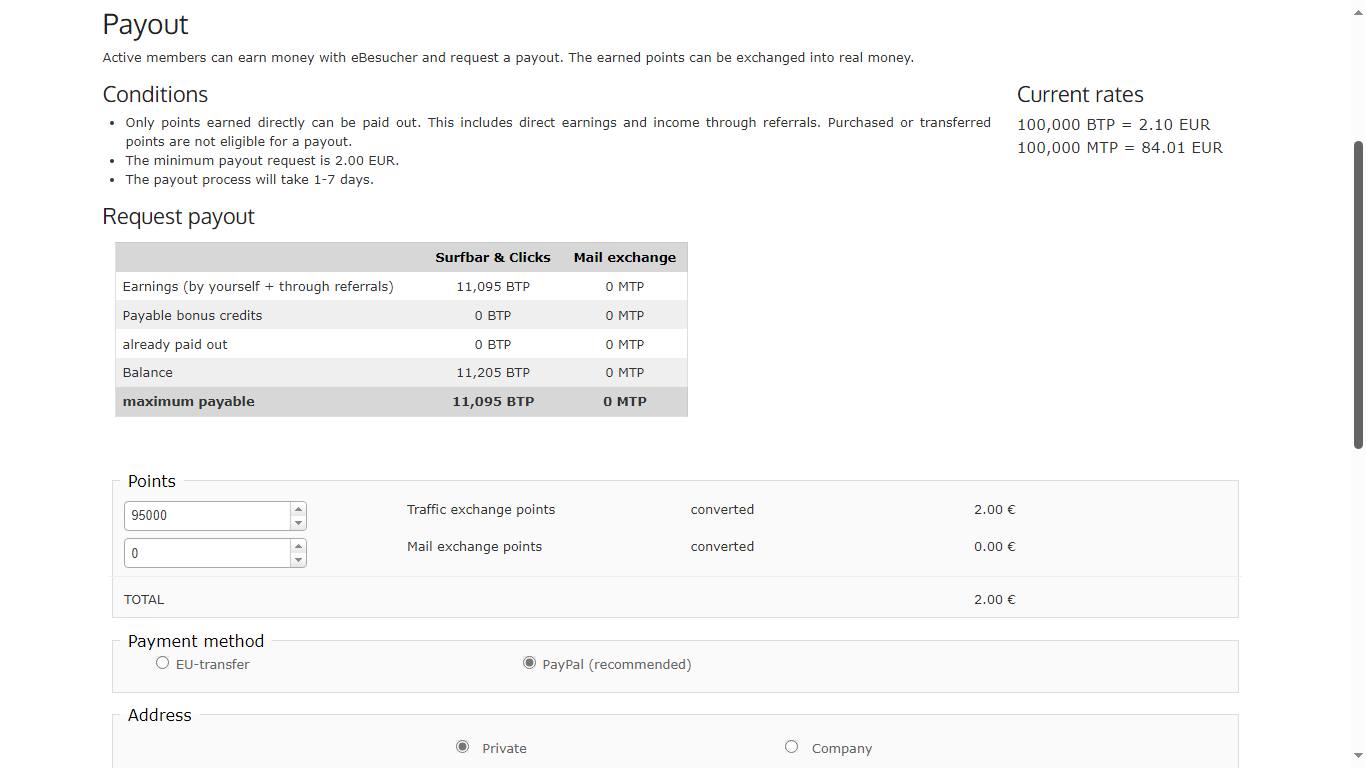 Payout
Active members can earn money with eBesucher and request a payout. The earned points can be exchanged into real money.
Conditions
Only points earned directly can be paid out. This includes direct earnings and income through referrals. Purchased or transferred
points are not eligible for a payout.
The minimum payout request is 2.00 EUR.
The payout process will take 1-7 days.
Current rates
100,000 BTP = 2.10 EUR
100,000 MTP = 84.01 EUR
Request payout
Surfbar & Clicks Mail exchange
Earnings (by yourself + through referrals) 11,095 BTP 0 MTP
Payable bonus credits 0 BTP 0 MTP
already paid out 0 BTP 0 MTP
Balance 11,205 BTP 0 MTP
maximum payable 11,095 BTP 0 MTP
Points
95000 Traffic exchange points converted 2.00 €
0 Mail exchange points converted 0.00 €
TOTAL 2.00 €
Payment method
EU-transfer PayPal (recommended)
Address
Private Company